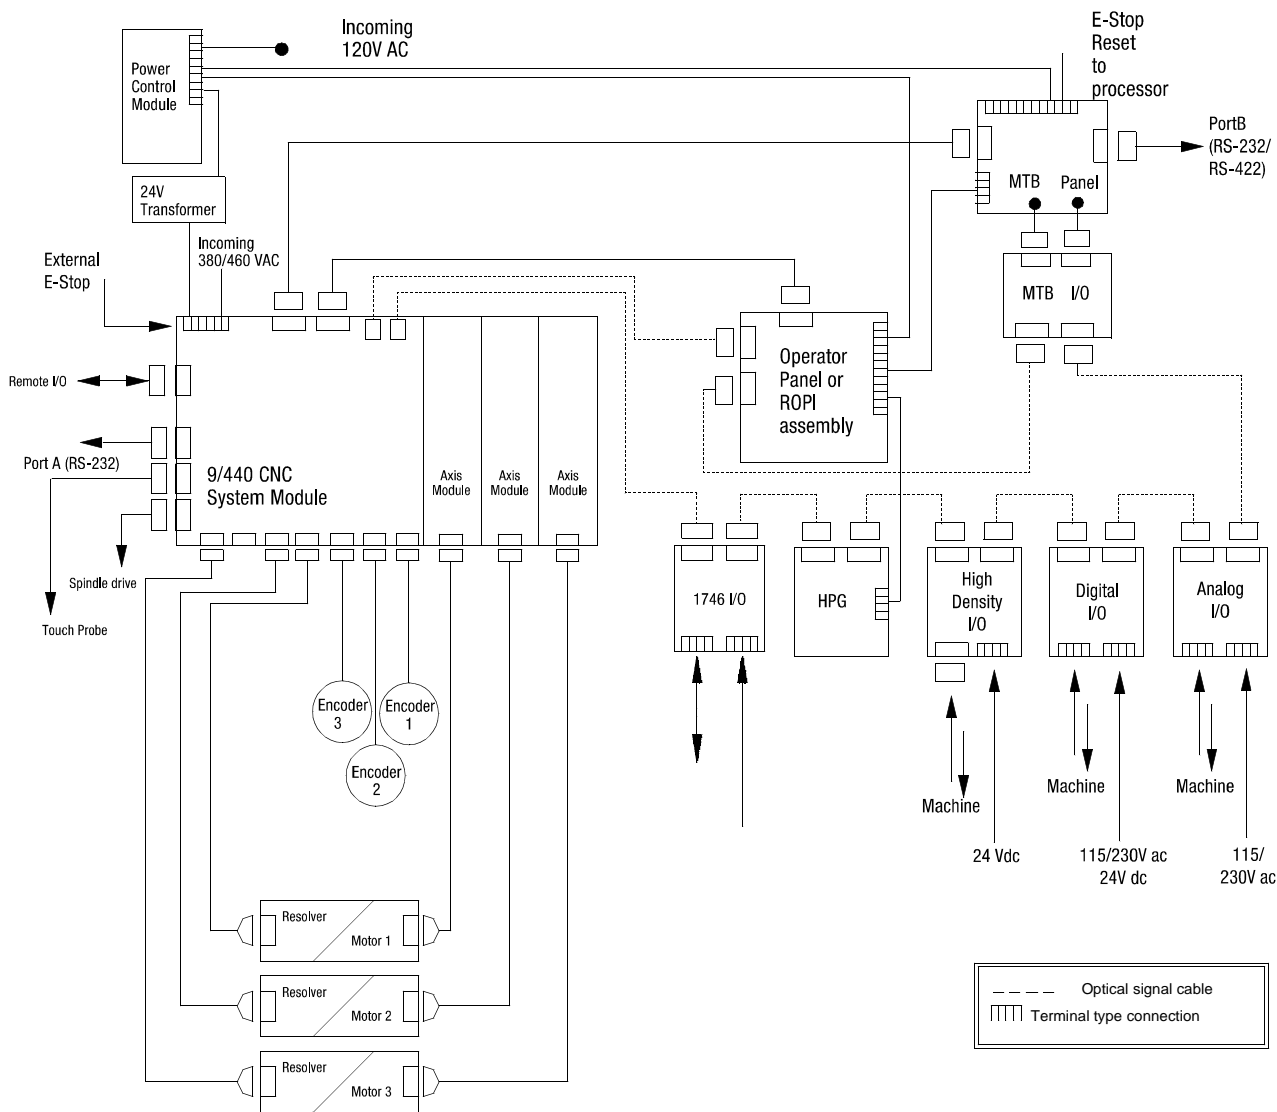 Incoming
120V AC
E-Stop
Reset
to
processor
Power
Control
Module
PortB
(RS-232/
RS-422)
24V
Transformer
MTB
Panel
Incoming
380/460 VAC
External
E-Stop
MTB I/O
Operator
Panel or
ROPI
assembly
Remote I/O
Port A (RS-232)
9/440 CNC
System Module
Axis
Module
Axis
Module
Axis
Module
Spindle drive
Touch Probe
1746 I/O
HPG
High
Density
I/O
Digital
I/O
Analog
I/O
Encoder
3
Encoder
1
Encoder
2
Machine
Machine
Machine
24 Vdc
115/230V ac
24V dc
115/
230V ac
Resolver
Motor 1
Resolver
Motor 2
Resolver
Motor 3
Optical signal cable
Terminal type connection